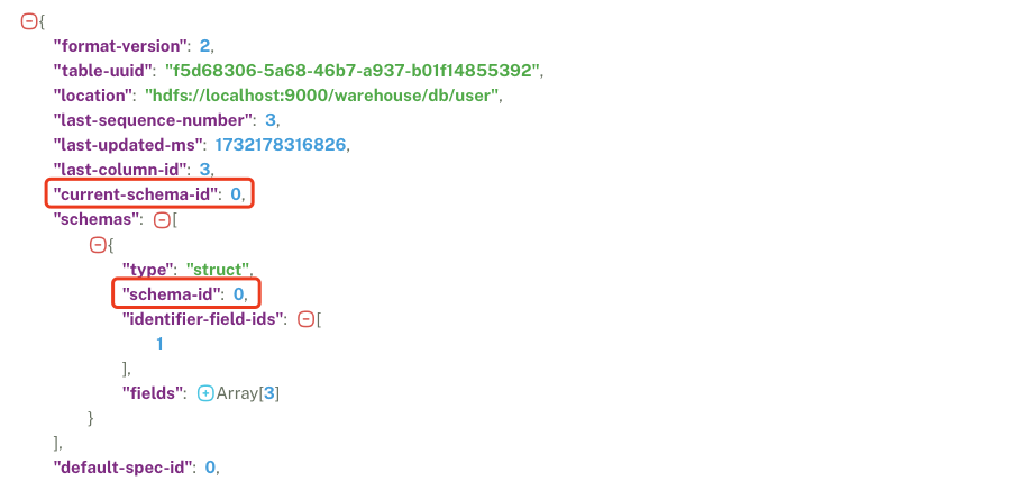 {
"format-version": 2,
"table-uuid": "f5d68306-5a68-46b7-a937-b01f14855392",
"location": "hdfs://localhost:9000/warehouse/db/user",
"last-sequence-number": 3,
"last-updated-ms": 1732178316826,
"last-column-id": 3,
"current-schema-id": 0,
"schemas": [
{
"type": "struct",
"schema-id": 0,
"identifier-field-ids": [
1
],
"fields": Array[3]
}
],
"default-spec-id": 0,